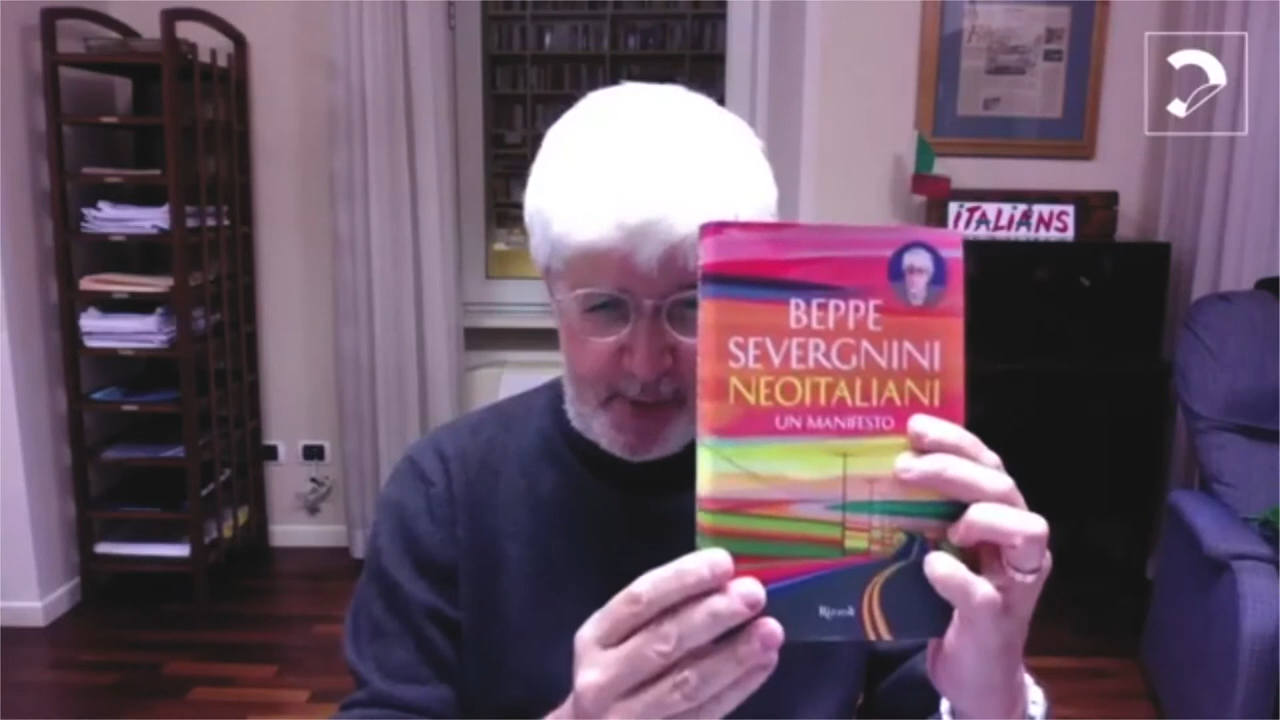 ITALIANS
BEPPE
SEVERGNINI
NEOITALIANI
UN MANIFESTO
Rizzoli